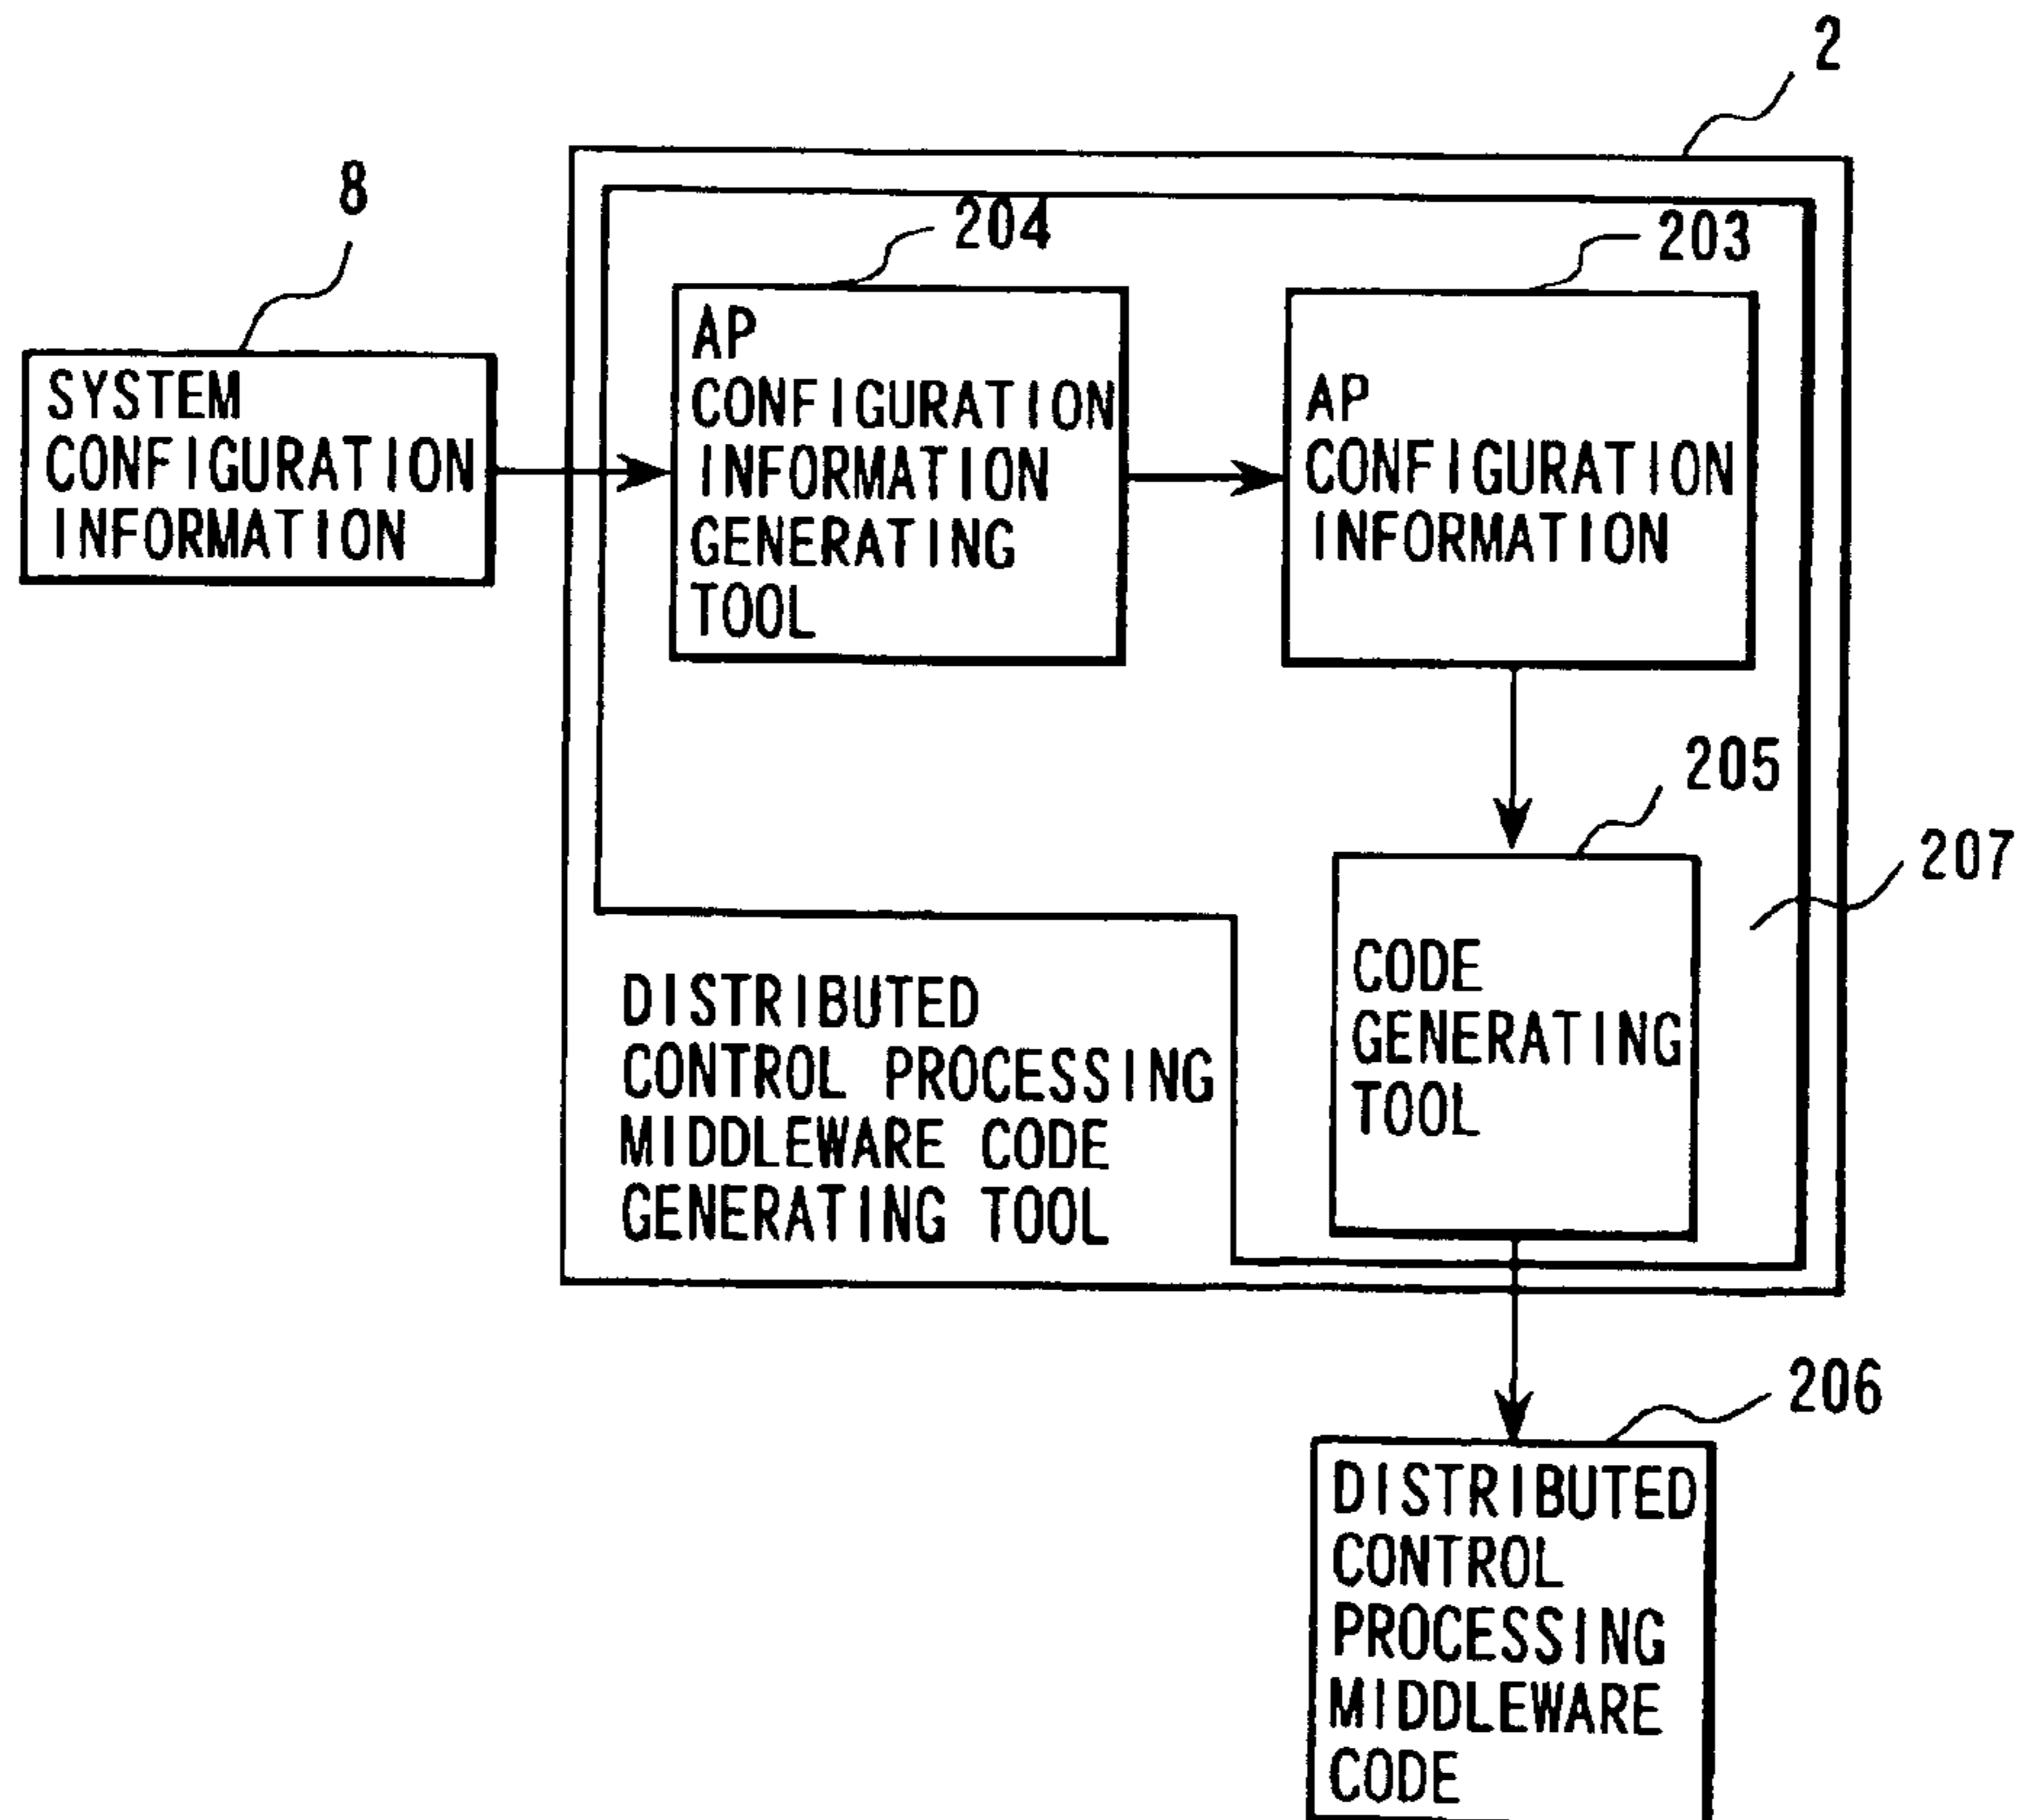 2
8
204
203
SYSTEM
CONFIGURATION
INFORMATION
AP
CONFIGURATION
INFORMATION
GENERATING
TOOL
AP
CONFIGURATION
INFORMATION
205
207
CODE
GENERATING
TOOL
DISTRIBUTED
CONTROL PROCESSING
MIDDLEWARE CODE
GENERATING TOOL
206
DISTRIBUTED
CONTROL
PROCESSING
MIDDLEWARE
CODE